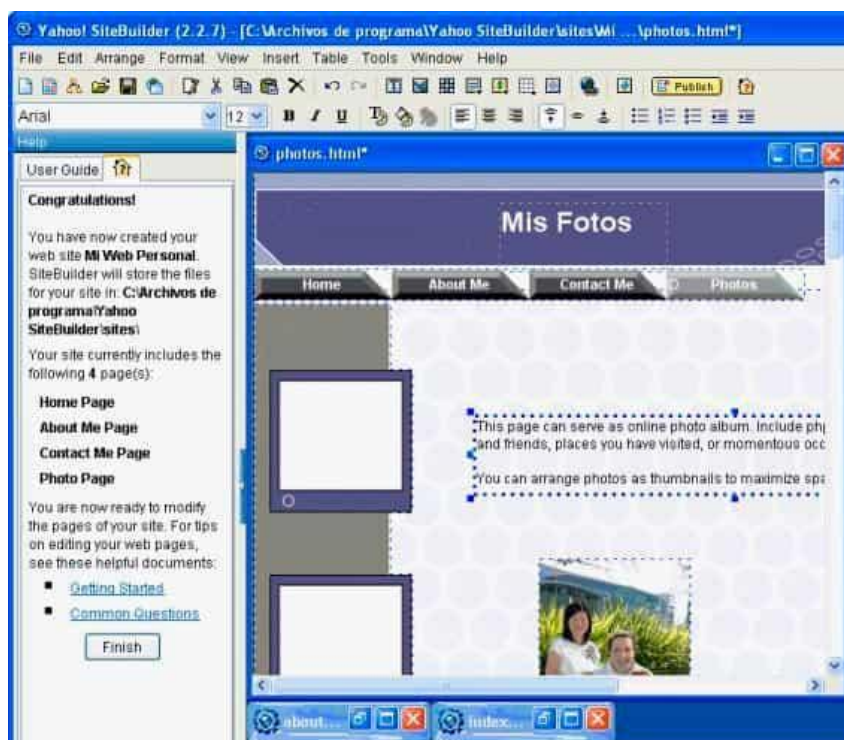 Yahoo! SiteBuilder (2.2.7) - [C:\Archivos de programa\Yahoo SiteBuilder\sites\Mi ...\photos.html*]
File Edit Arrange Format View Insert Table Tools Window Help
Publish
Arial 12 B I U
Help
User Guide
Congratulations!
You have now created your
web site Mi Web Personal.
SiteBuilder will store the files
for your site in: C:\Archivos de
programa\Yahoo
SiteBuilder\sites\
Your site currently includes the
following 4 page(s):
Home Page
About Me Page
Contact Me Page
Photo Page
You are now ready to modify
the pages of your site. For tips
on editing your web pages,
see these helpful documents:
Getting Started
Common Questions
Finish
photos.html*
Mis Fotos
Home About Me Contact Me Photos
This page can serve as online photo album. Include
and friends, places you have visited, or momentous occ
You can arrange photos as thumbnails to maximize spa
about... index...